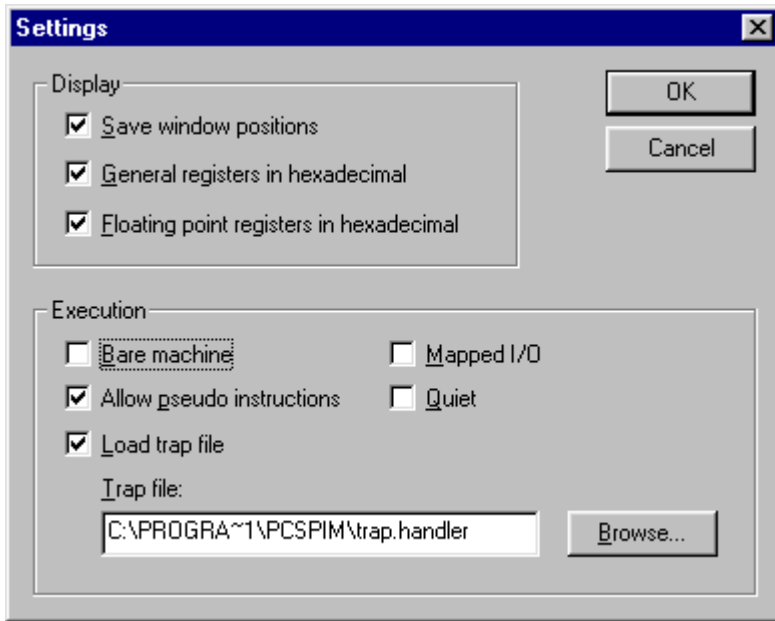 Settings
Display
Save window positions
General registers in hexadecimal
Floating point registers in hexadecimal
OK
Cancel
Execution
Bare machine
Mapped I/O
Allow pseudo instructions
Quiet
Load trap file
Trap file:
C:\PROGRA~1\PCSPIM\trap.handler
Browse...